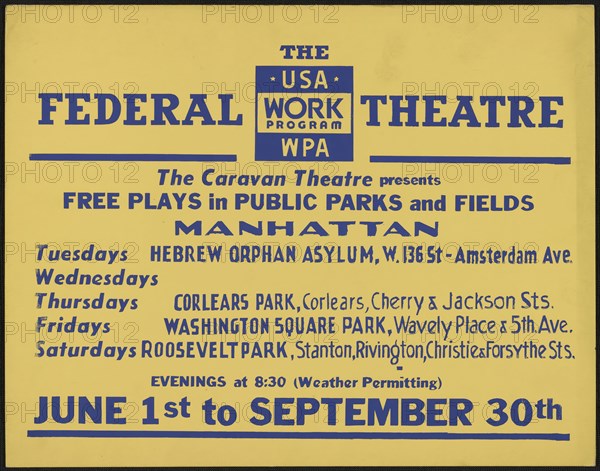 THE
★ USA ★
FEDERAL WORK THEATRE
PROGRAM
WPA
The Caravan Theatre presents
FREE PLAYS in PUBLIC PARKS and FIELDS
MANHATTAN
Tuesdays HEBREW ORPHAN ASYLUM, W. 136 St - Amsterdam Ave.
Wednesdays
Thursdays CORLEARS PARK, Corlears, Cherry & Jackson Sts.
Fridays WASHINGTON SQUARE PARK, Wavely Place & 5th. Ave.
Saturdays ROOSEVELT PARK, Stanton, Rivington, Christie & Forsythe Sts.
EVENINGS at 8:30 (Weather Permitting)
JUNE 1st to SEPTEMBER 30th